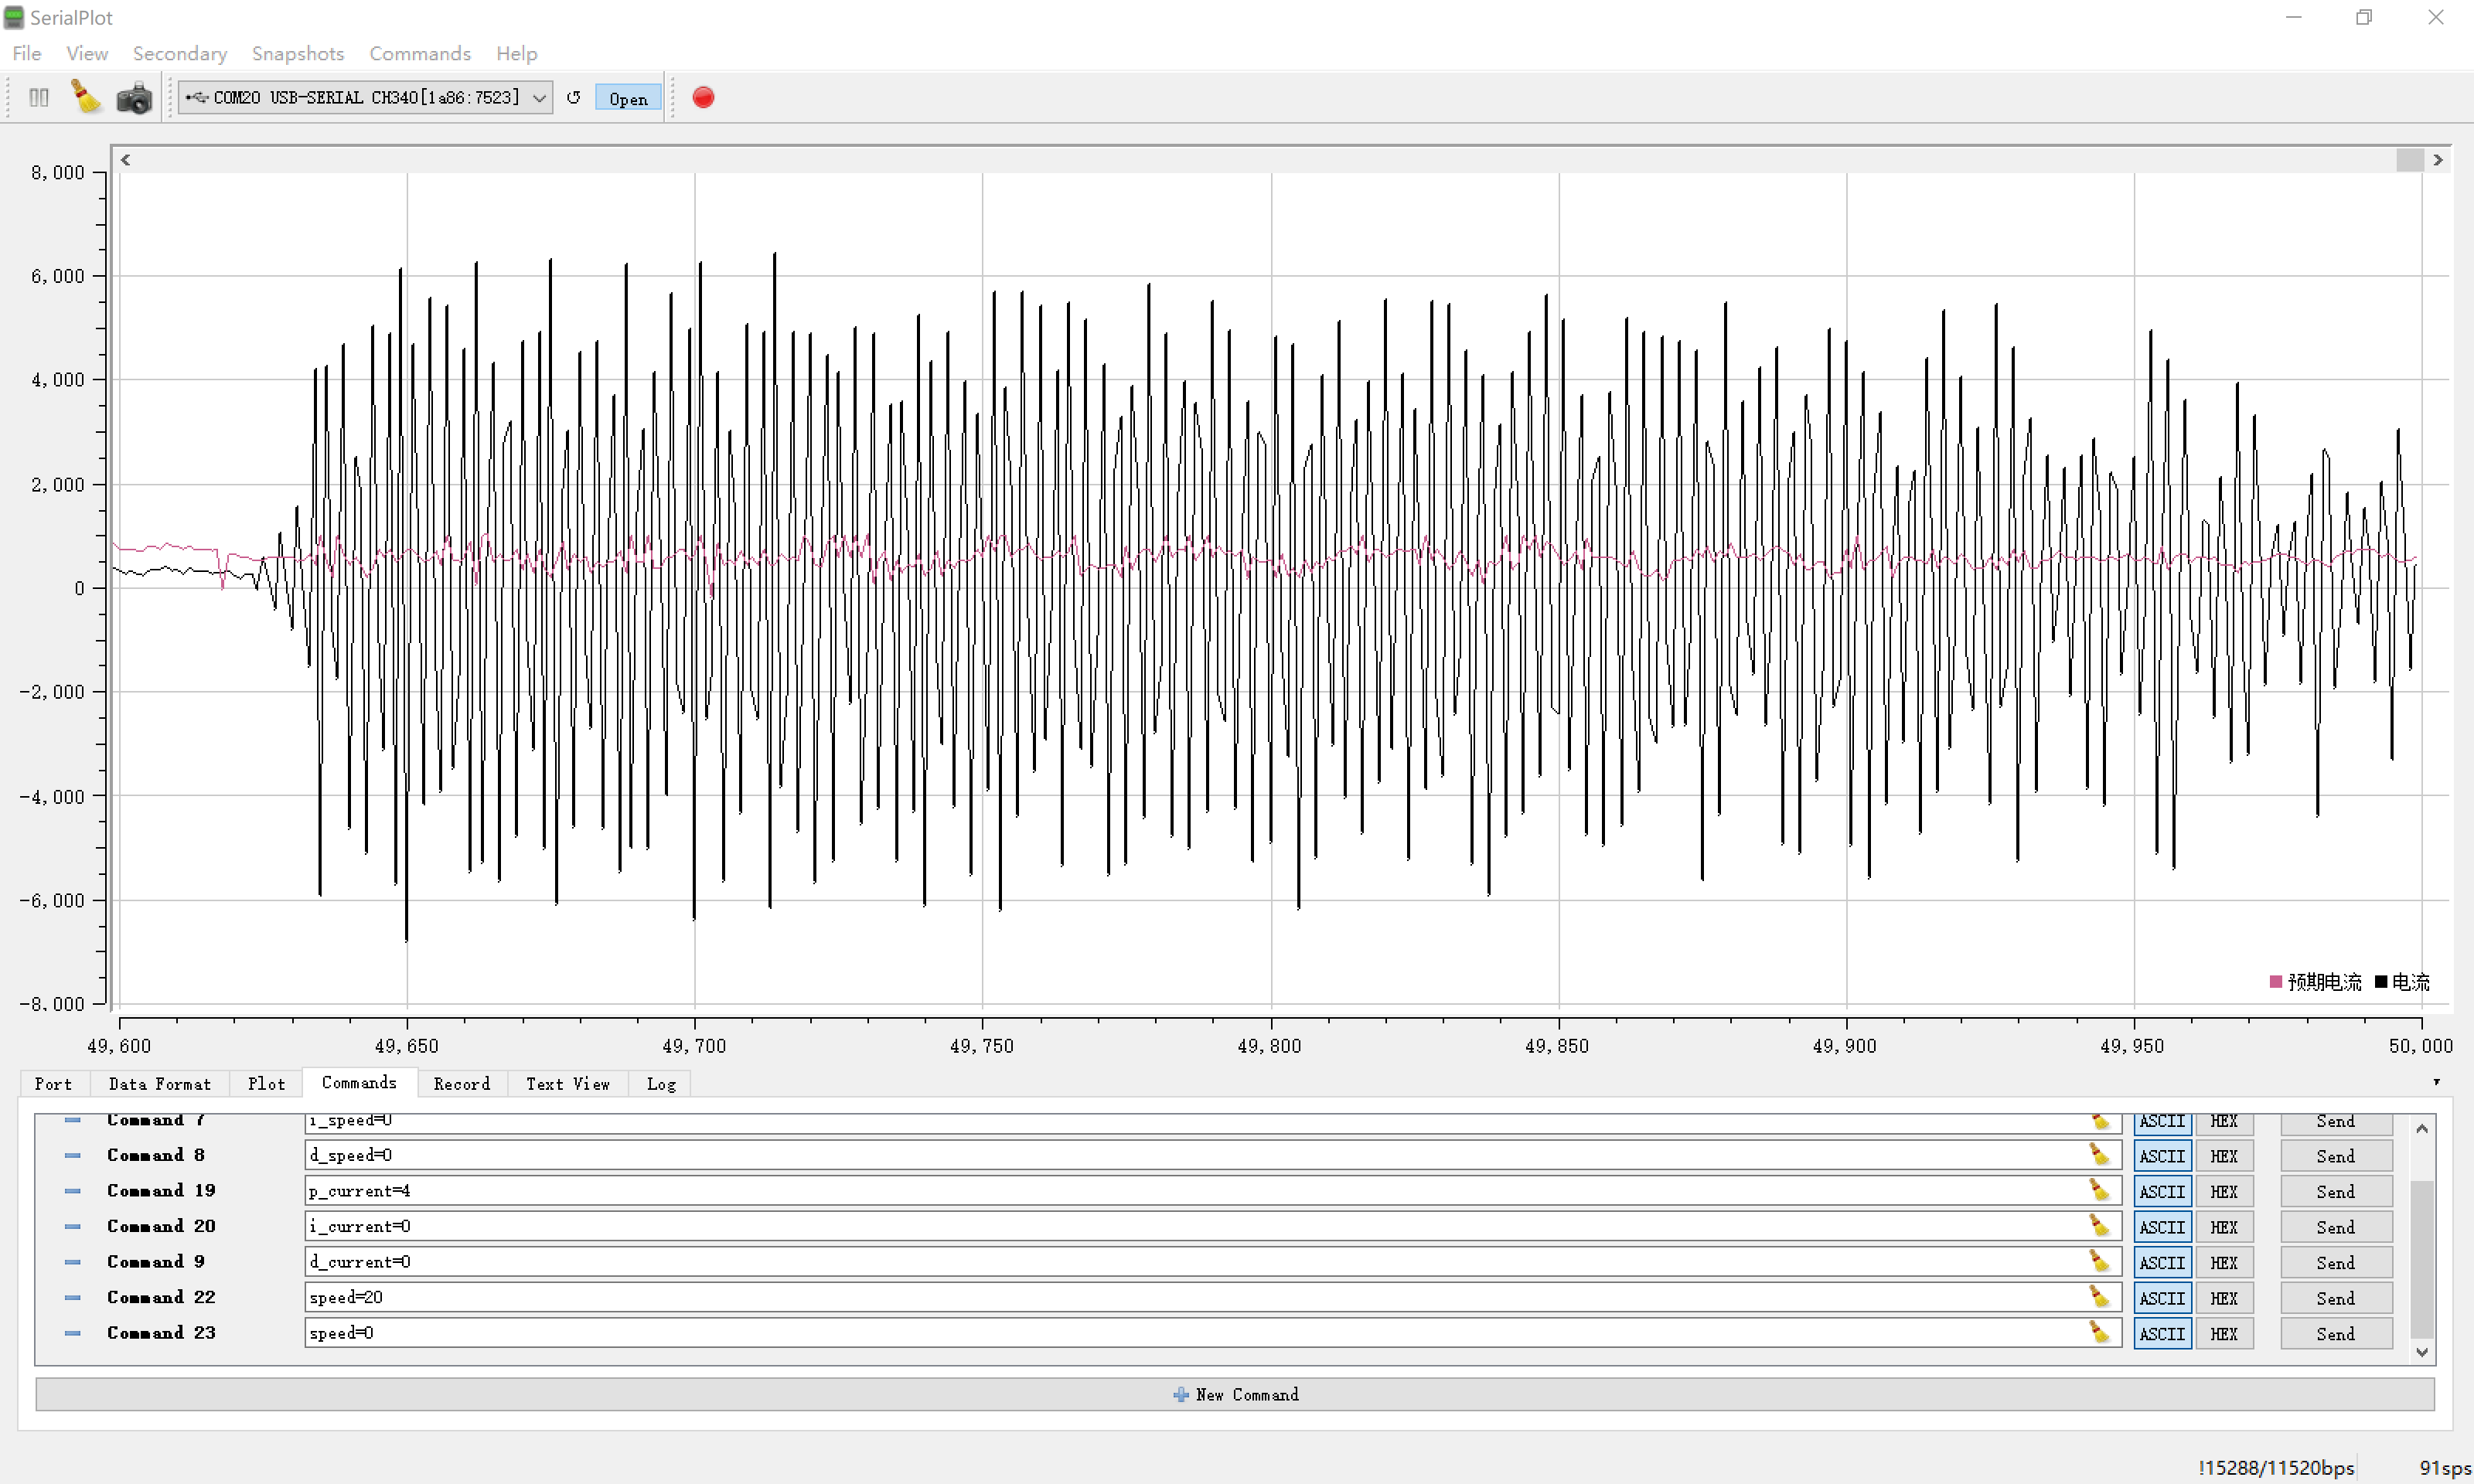 SerialPlot
File View Secondary Snapshots Commands Help
COM20 USB-SERIAL CH340[1a86:7523] Open
8,000
6,000
4,000
2,000
0
-2,000
-4,000
-6,000
-8,000
预期电流 电流
49,600 49,650 49,700 49,750 49,800 49,850 49,900 49,950 50,000
Port Data Format Plot Commands Record Text View Log
Command 7 i_speed=0 ASCII HEX Send
Command 8 d_speed=0 ASCII HEX Send
Command 19 p_current=4 ASCII HEX Send
Command 20 i_current=0 ASCII HEX Send
Command 9 d_current=0 ASCII HEX Send
Command 22 speed=20 ASCII HEX Send
Command 23 speed=0 ASCII HEX Send
New Command
!15288/11520bps 91sps